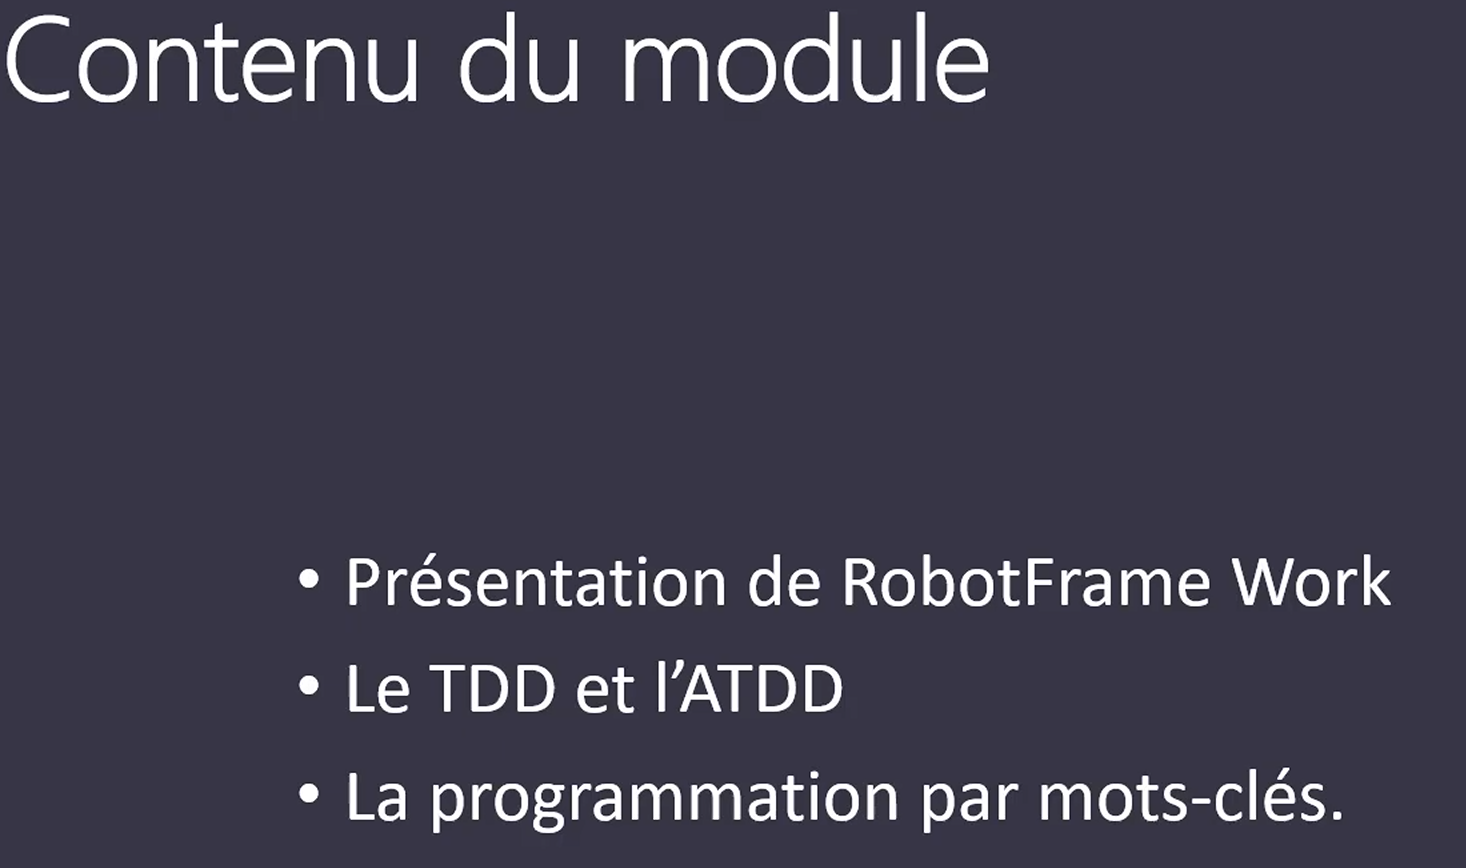 Contenu du module
• Présentation de RobotFrame Work
• Le TDD et l’ATDD
• La programmation par mots-clés.